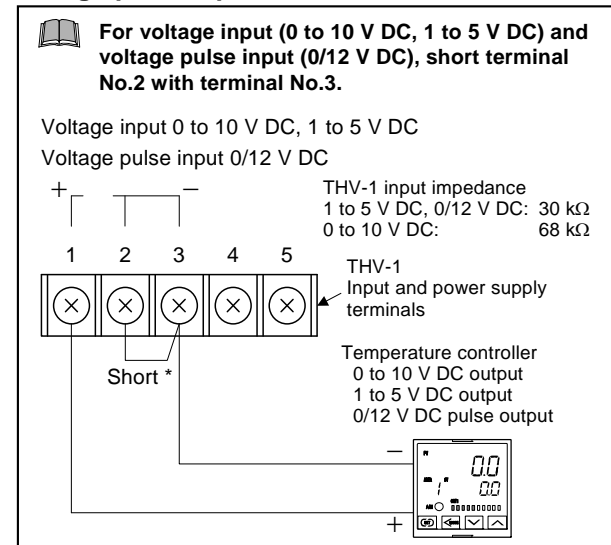 For voltage input (0 to 10 V DC, 1 to 5 V DC) and
voltage pulse input (0/12 V DC), short terminal
No.2 with terminal No.3.
Voltage input 0 to 10 V DC, 1 to 5 V DC
Voltage pulse input 0/12 V DC
+ −
THV-1 input impedance
1 to 5 V DC, 0/12 V DC: 30 kΩ
0 to 10 V DC: 68 kΩ
1 2 3 4 5
THV-1
Input and power supply
terminals
Short *
Temperature controller
0 to 10 V DC output
1 to 5 V DC output
0/12 V DC pulse output
−
0.0
0.0
+